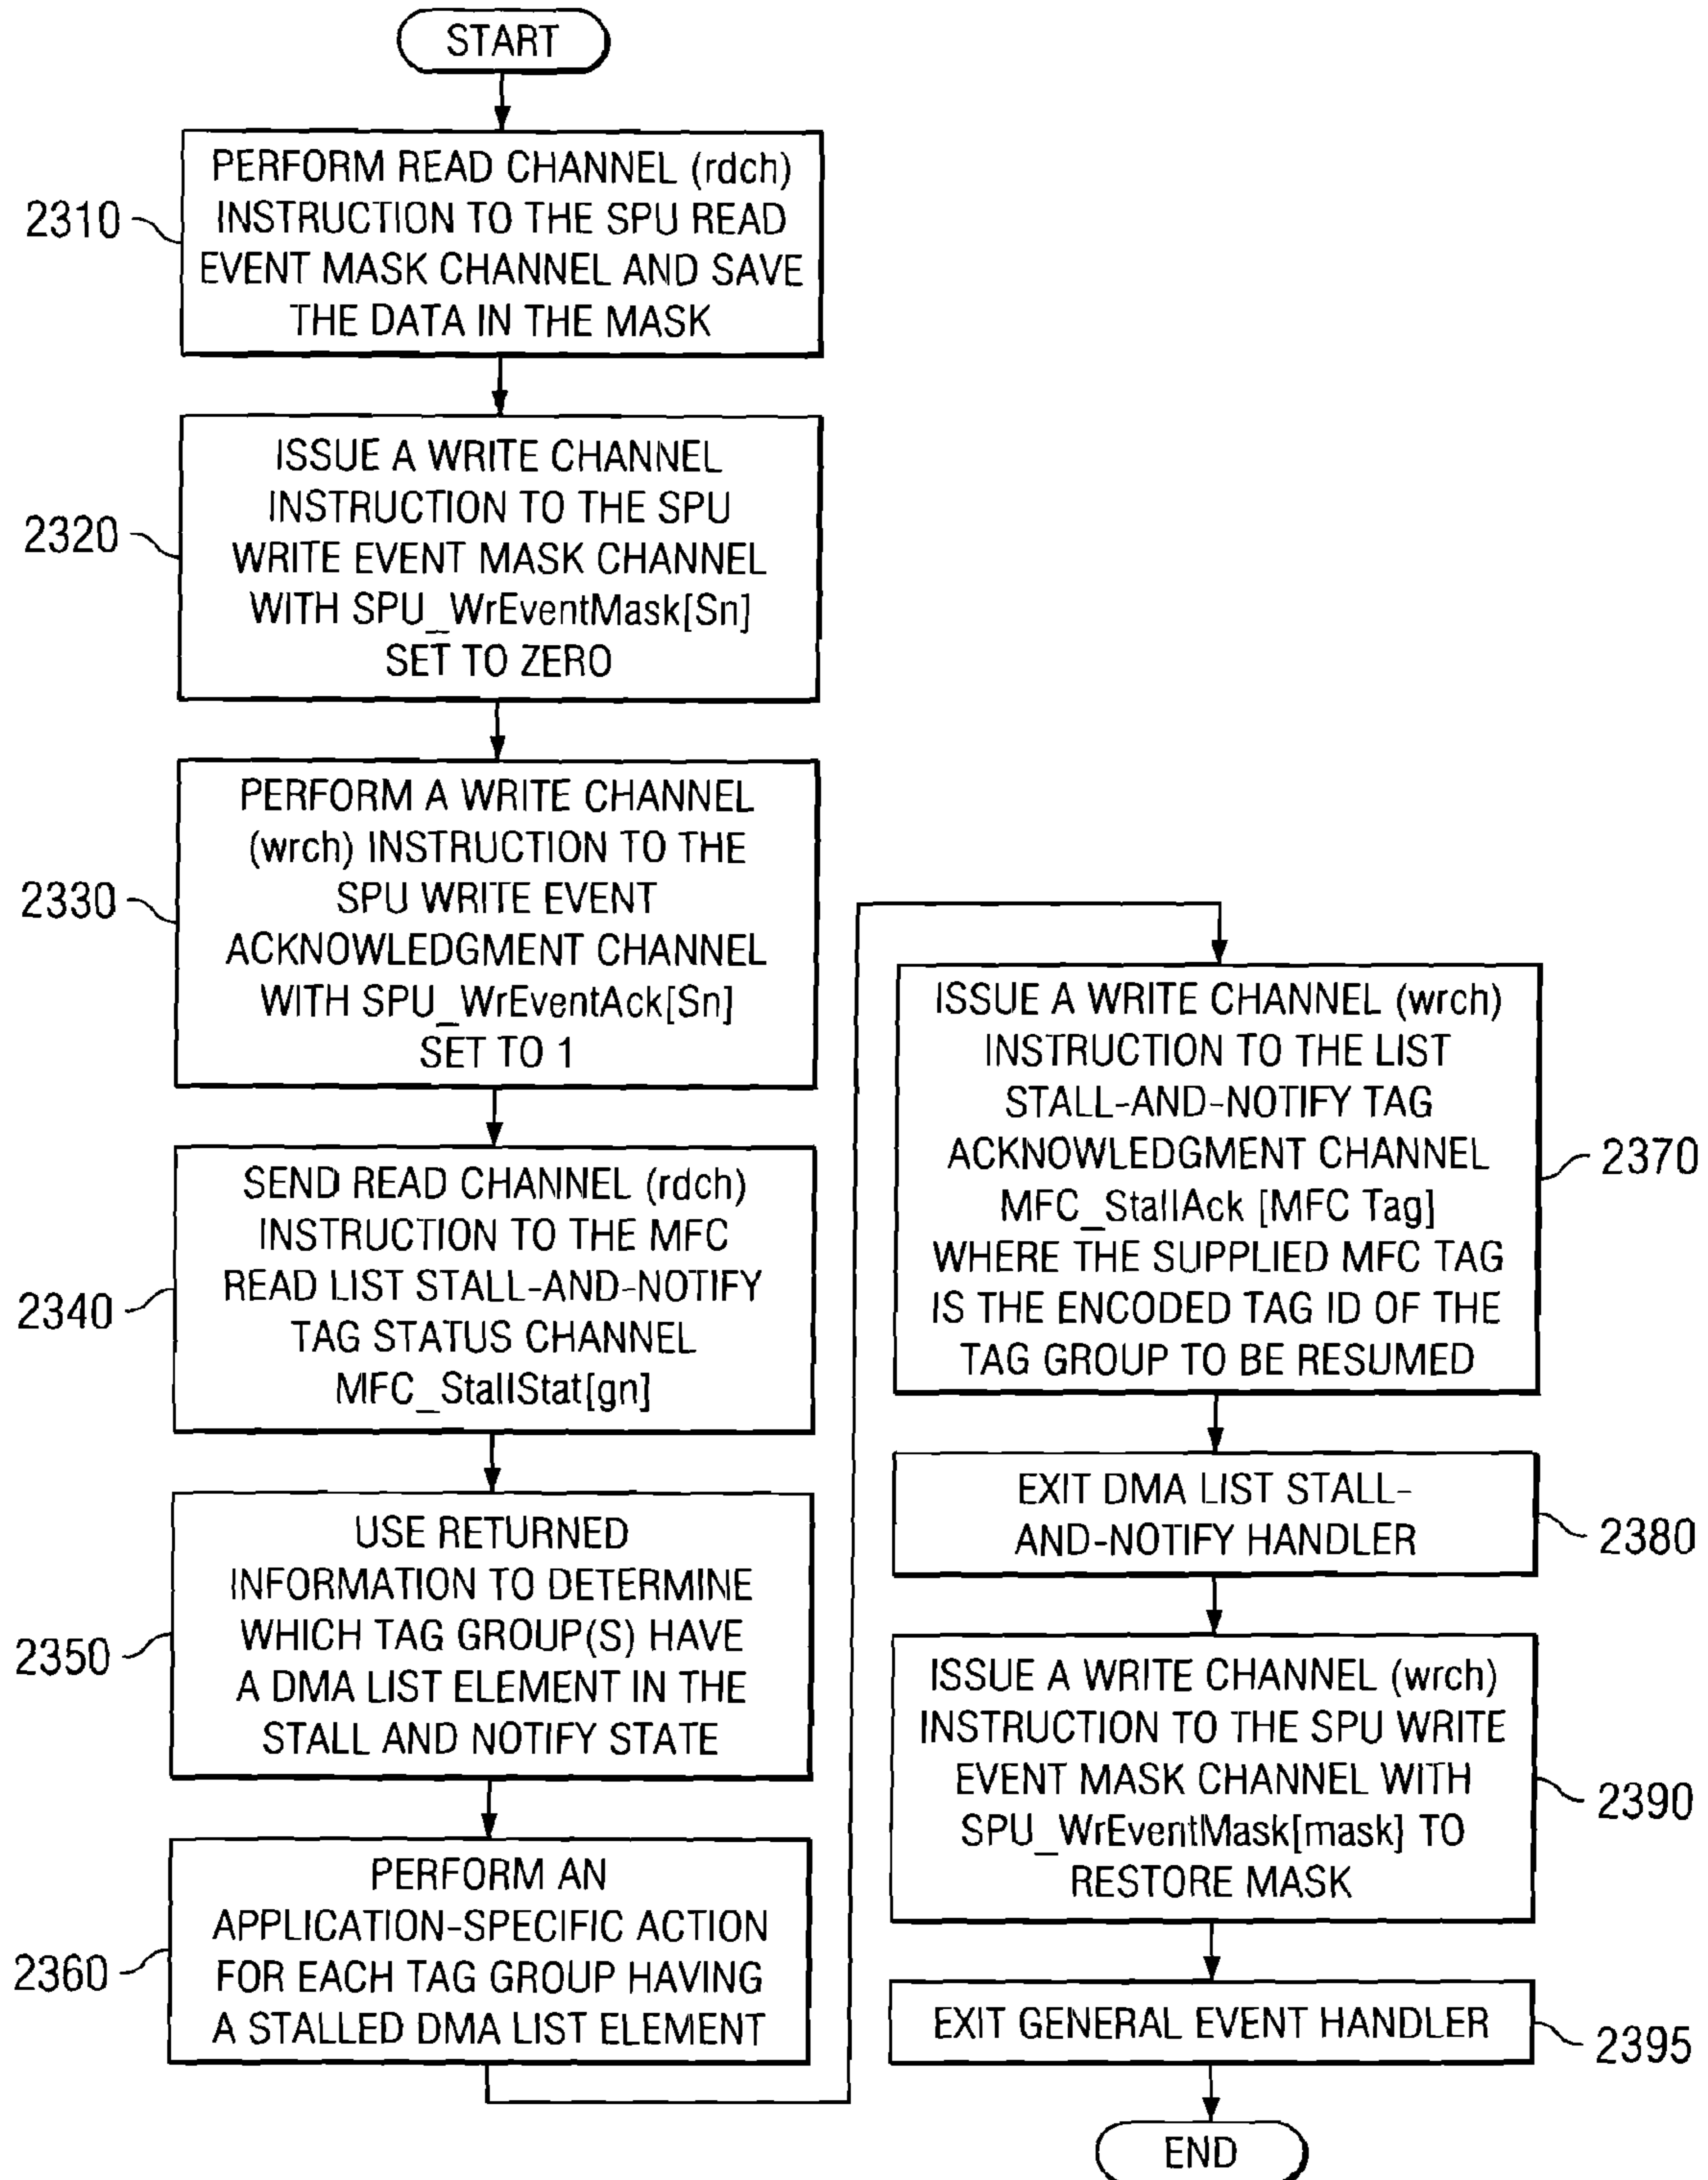 START
2310
PERFORM READ CHANNEL (rdch)
INSTRUCTION TO THE SPU READ
EVENT MASK CHANNEL AND SAVE
THE DATA IN THE MASK
2320
ISSUE A WRITE CHANNEL
INSTRUCTION TO THE SPU
WRITE EVENT MASK CHANNEL
WITH SPU_WrEventMask[Sn]
SET TO ZERO
2330
PERFORM A WRITE CHANNEL
(wrch) INSTRUCTION TO THE
SPU WRITE EVENT
ACKNOWLEDGMENT CHANNEL
WITH SPU_WrEventAck[Sn]
SET TO 1
2340
SEND READ CHANNEL (rdch)
INSTRUCTION TO THE MFC
READ LIST STALL-AND-NOTIFY
TAG STATUS CHANNEL
MFC_StallStat[gn]
2350
USE RETURNED
INFORMATION TO DETERMINE
WHICH TAG GROUP(S) HAVE
A DMA LIST ELEMENT IN THE
STALL AND NOTIFY STATE
2360
PERFORM AN
APPLICATION-SPECIFIC ACTION
FOR EACH TAG GROUP HAVING
A STALLED DMA LIST ELEMENT
ISSUE A WRITE CHANNEL (wrch)
INSTRUCTION TO THE LIST
STALL-AND-NOTIFY TAG
ACKNOWLEDGMENT CHANNEL
MFC_StallAck [MFC Tag]
WHERE THE SUPPLIED MFC TAG
IS THE ENCODED TAG ID OF THE
TAG GROUP TO BE RESUMED
2370
EXIT DMA LIST STALL-
AND-NOTIFY HANDLER
2380
ISSUE A WRITE CHANNEL (wrch)
INSTRUCTION TO THE SPU WRITE
EVENT MASK CHANNEL WITH
SPU_WrEventMask[mask] TO
RESTORE MASK
2390
EXIT GENERAL EVENT HANDLER
2395
END